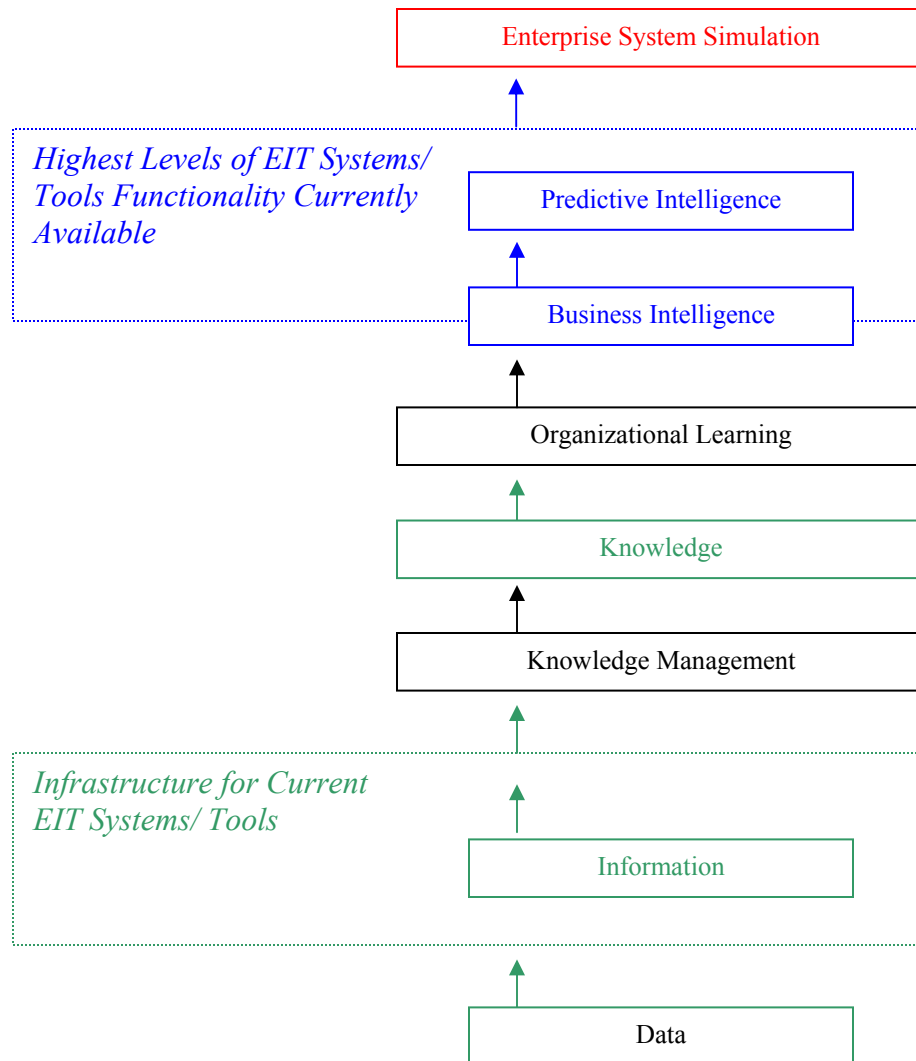 Enterprise System Simulation
Highest Levels of EIT Systems/
Tools Functionality Currently
Available
Predictive Intelligence
Business Intelligence
Organizational Learning
Knowledge
Knowledge Management
Infrastructure for Current
EIT Systems/ Tools
Information
Data